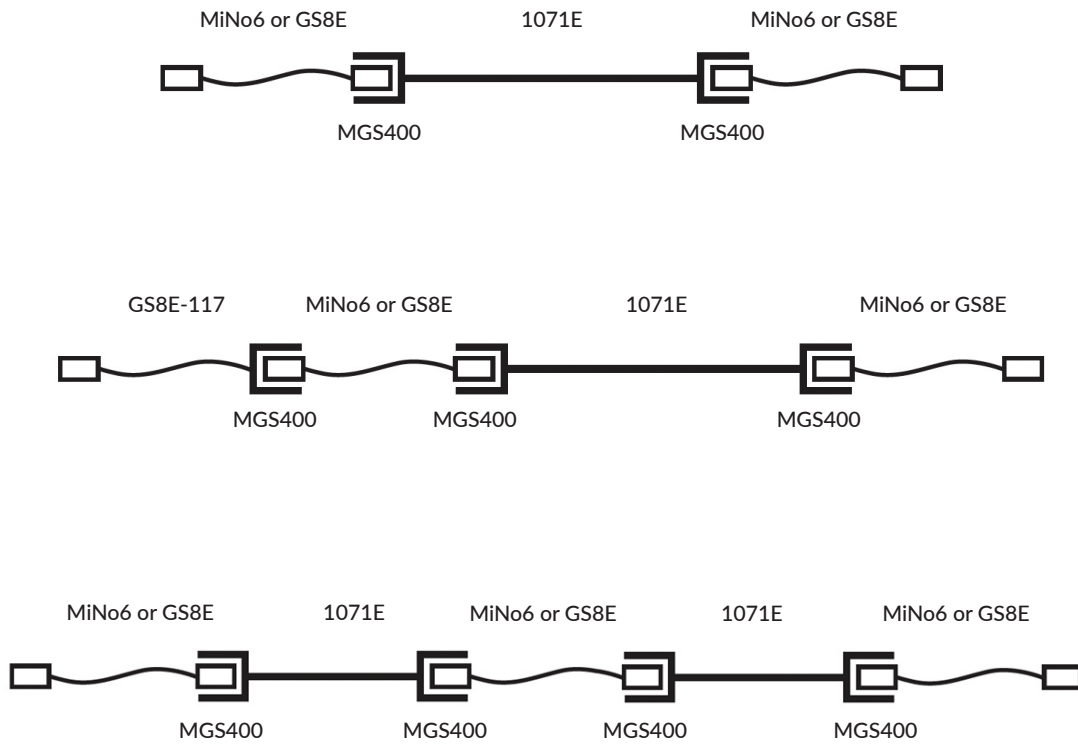 MiNo6 or GS8E 1071E MiNo6 or GS8E
MGS400 MGS400
GS8E-117 MiNo6 or GS8E 1071E MiNo6 or GS8E
MGS400 MGS400 MGS400
MiNo6 or GS8E 1071E MiNo6 or GS8E 1071E MiNo6 or GS8E
MGS400 MGS400 MGS400 MGS400